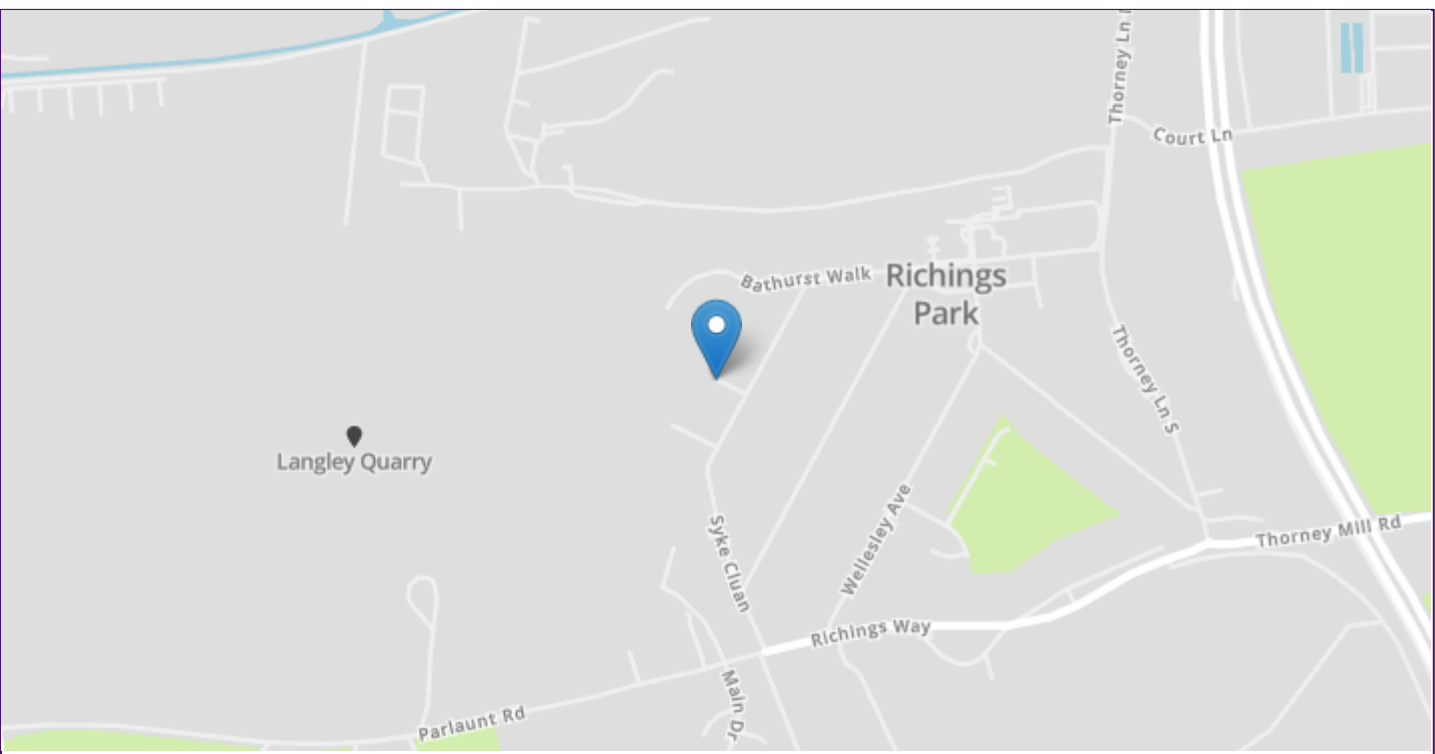 Thorney Ln
Court Ln
Bathurst Walk
Richings
Park
Thorney Ln S
Langley Quarry
Syke Cluan
Wellesley Ave
Thorney Mill Rd
Richings Way
Main Dr
Parlaunt Rd